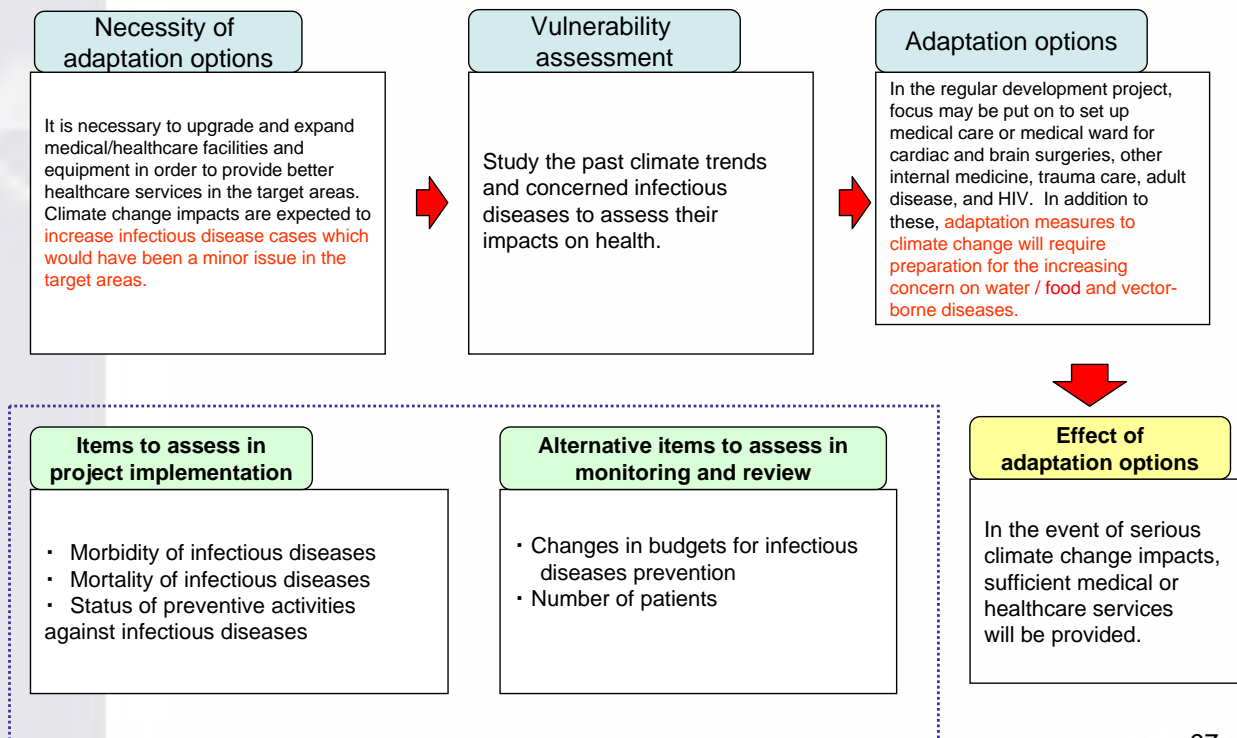 Necessity of
adaptation options
It is necessary to upgrade and expand
medical/healthcare facilities and
equipment in order to provide better
healthcare services in the target areas.
Climate change impacts are expected to
increase infectious disease cases which
would have been a minor issue in the
target areas.
Vulnerability
assessment
Study the past climate trends
and concerned infectious
diseases to assess their
impacts on health.
Adaptation options
In the regular development project,
focus may be put on to set up
medical care or medical ward for
cardiac and brain surgeries, other
internal medicine, trauma care, adult
disease, and HIV. In addition to
these, adaptation measures to
climate change will require
preparation for the increasing
concern on water / food and vector-
borne diseases.
Items to assess in
project implementation
・ Morbidity of infectious diseases
・ Mortality of infectious diseases
・ Status of preventive activities
against infectious diseases
Alternative items to assess in
monitoring and review
・Changes in budgets for infectious
diseases prevention
・Number of patients
Effect of
adaptation options
In the event of serious
climate change impacts,
sufficient medical or
healthcare services
will be provided.